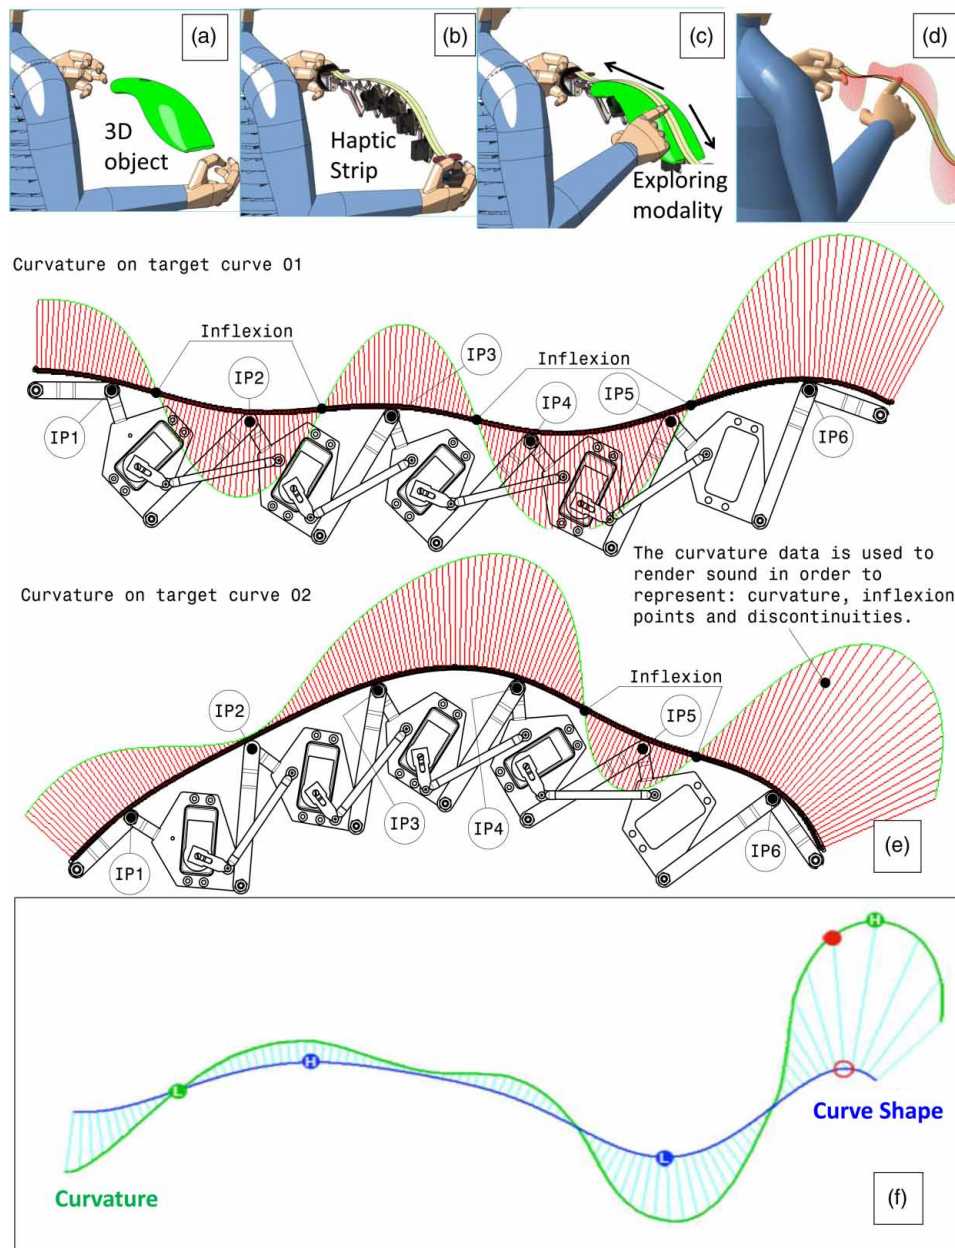 (a)
(b)
(c)
(d)
3D
object
Haptic
Strip
Exploring
modality
Curvature on target curve 01
Inflexion
IP3
Inflexion
IP2
IP5
IP1
IP4
IP6
The curvature data is used to
render sound in order to
represent: curvature, inflexion
points and discontinuities.
Curvature on target curve 02
Inflexion
IP2
IP5
IP3
IP4
IP6
IP1
(e)
H
H
L
L
Curve Shape
Curvature
(f)